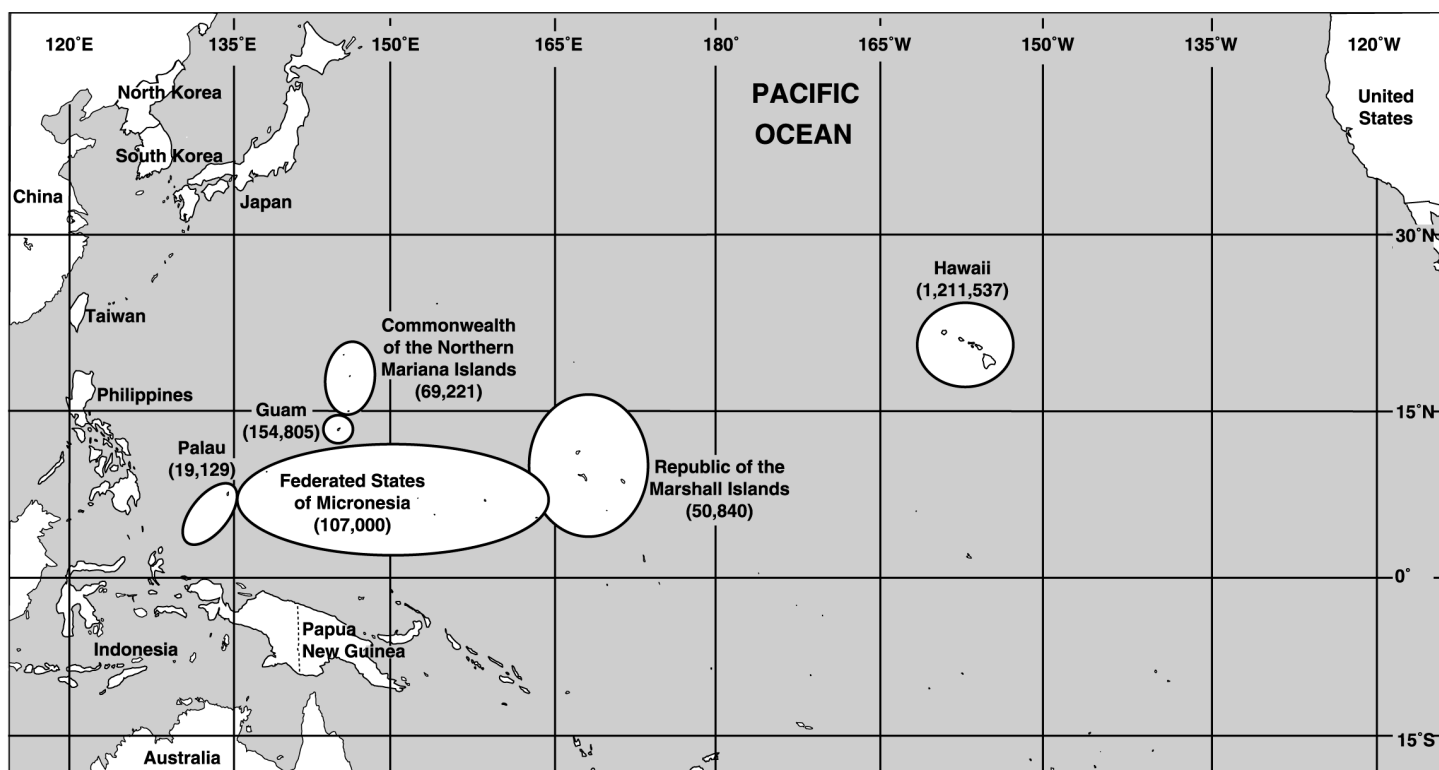 120˚E 135˚E 150˚E 165˚E 180˚ 165˚W 150˚W 135˚W 120˚W
North Korea
PACIFIC
OCEAN
United
States
South Korea
China
Japan
30˚N
Hawaii
(1,211,537)
Taiwan
Commonwealth
of the Northern
Mariana Islands
(69,221)
Philippines
Guam
(154,805)
15˚N
Palau
(19,129)
Federated States
of Micronesia
(107,000)
Republic of the
Marshall Islands
(50,840)
0˚
Papua
New Guinea
Indonesia
15˚S
Australia